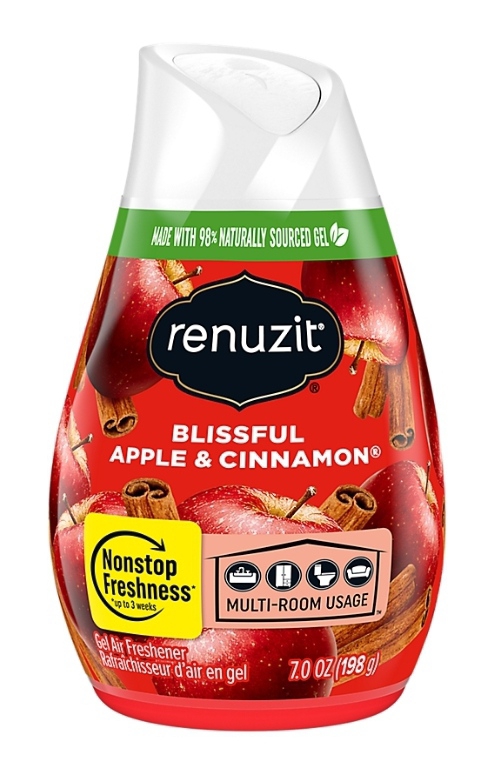 MADE WITH 98% NATURALLY SOURCED GEL
renuzit®
®
BLISSFUL
APPLE & CINNAMON®
Nonstop
Freshness*
*up to 3 weeks
MULTI-ROOM USAGE™
Gel Air Freshener
Rafraîchisseur d'air en gel
7.0 OZ (198 g)